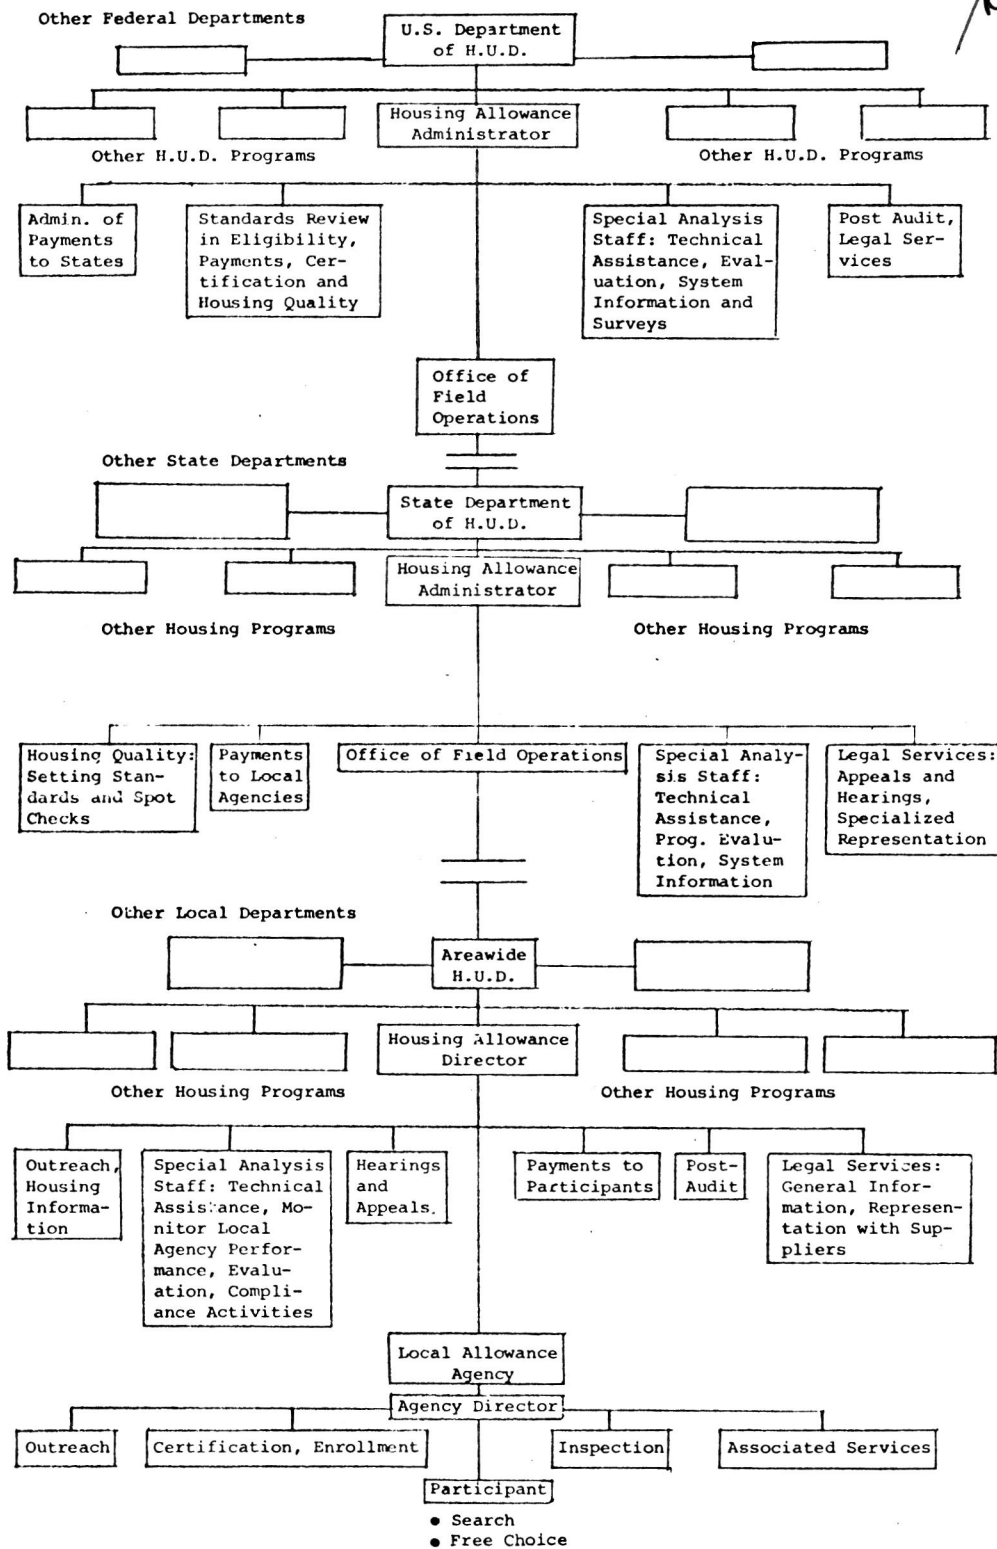 Other Federal Departments
U.S. Department
of H.U.D.
Housing Allowance
Administrator
Other H.U.D. Programs
Other H.U.D. Programs
Admin. of
Payments
to States
Standards Review
in Eligibility,
Payments, Cer-
tification and
Housing Quality
Special Analysis
Staff: Technical
Assistance, Eval-
uation, System
Information and
Surveys
Post Audit,
Legal Ser-
vices
Office of
Field
Operations
Other State Departments
State Department
of H.U.D.
Housing Allowance
Administrator
Other Housing Programs
Other Housing Programs
Housing Quality:
Setting Stan-
dards and Spot
Checks
Payments
to Local
Agencies
Office of Field Operations
Special Analy-
sis Staff:
Technical
Assistance,
Prog. Evalu-
tion, System
Information
Legal Services:
Appeals and
Hearings,
Specialized
Representation
Other Local Departments
Areawide
H.U.D.
Housing Allowance
Director
Other Housing Programs
Other Housing Programs
Outreach,
Housing
Informa-
tion
Special Analysis
Staff: Technical
Assistance, Mo-
nitor Local
Agency Perfor-
mance, Evalu-
ation, Compli-
ance Activities
Hearings
and
Appeals.
Payments to
Participants
Post-
Audit
Legal Services:
General Infor-
mation, Represen-
tation with Sup-
pliers
Local Allowance
Agency
Agency Director
Outreach
Certification, Enrollment
Inspection
Associated Services
Participant
• Search
• Free Choice